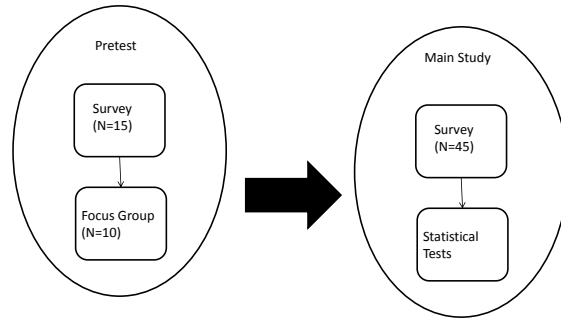 Pretest
Survey
(N=15)
Focus Group
(N=10)
Main Study
Survey
(N=45)
Statistical
Tests